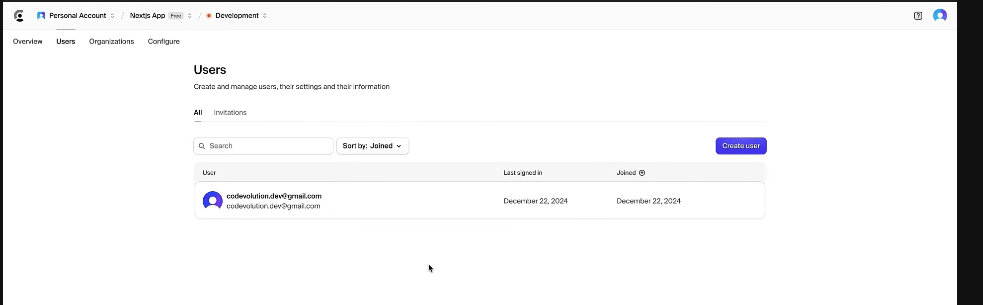 Personal Account / Nextjs App Free / Development
Overview Users Organizations Configure
Users
Create and manage users, their settings and their information
All Invitations
Search Sort by: Joined Create user
User Last signed in Joined
codevolution.dev@gmail.com
codevolution.dev@gmail.com December 22, 2024 December 22, 2024